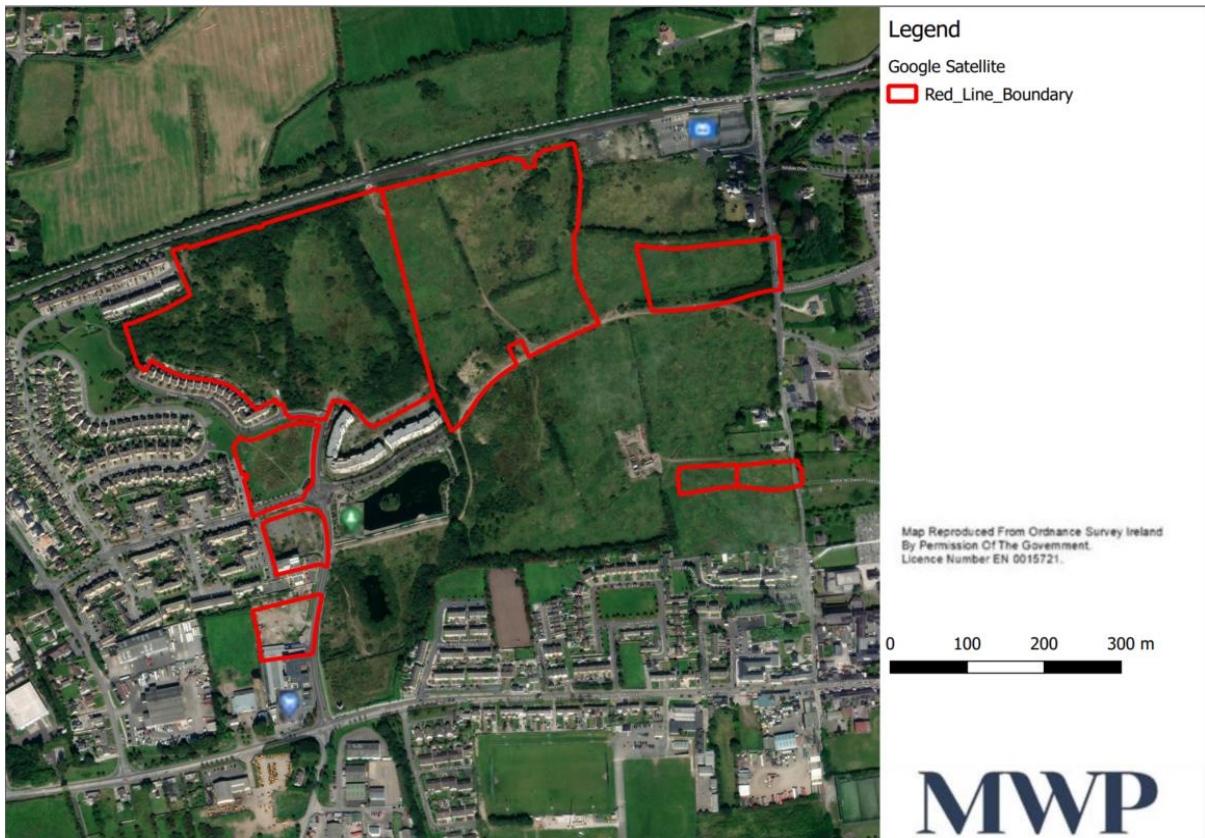 Legend
Google Satellite
Red_Line_Boundary
Map Reproduced From Ordnance Survey Ireland
By Permission Of The Government.
Licence Number EN 0015721.
0 100 200 300 m
MWP